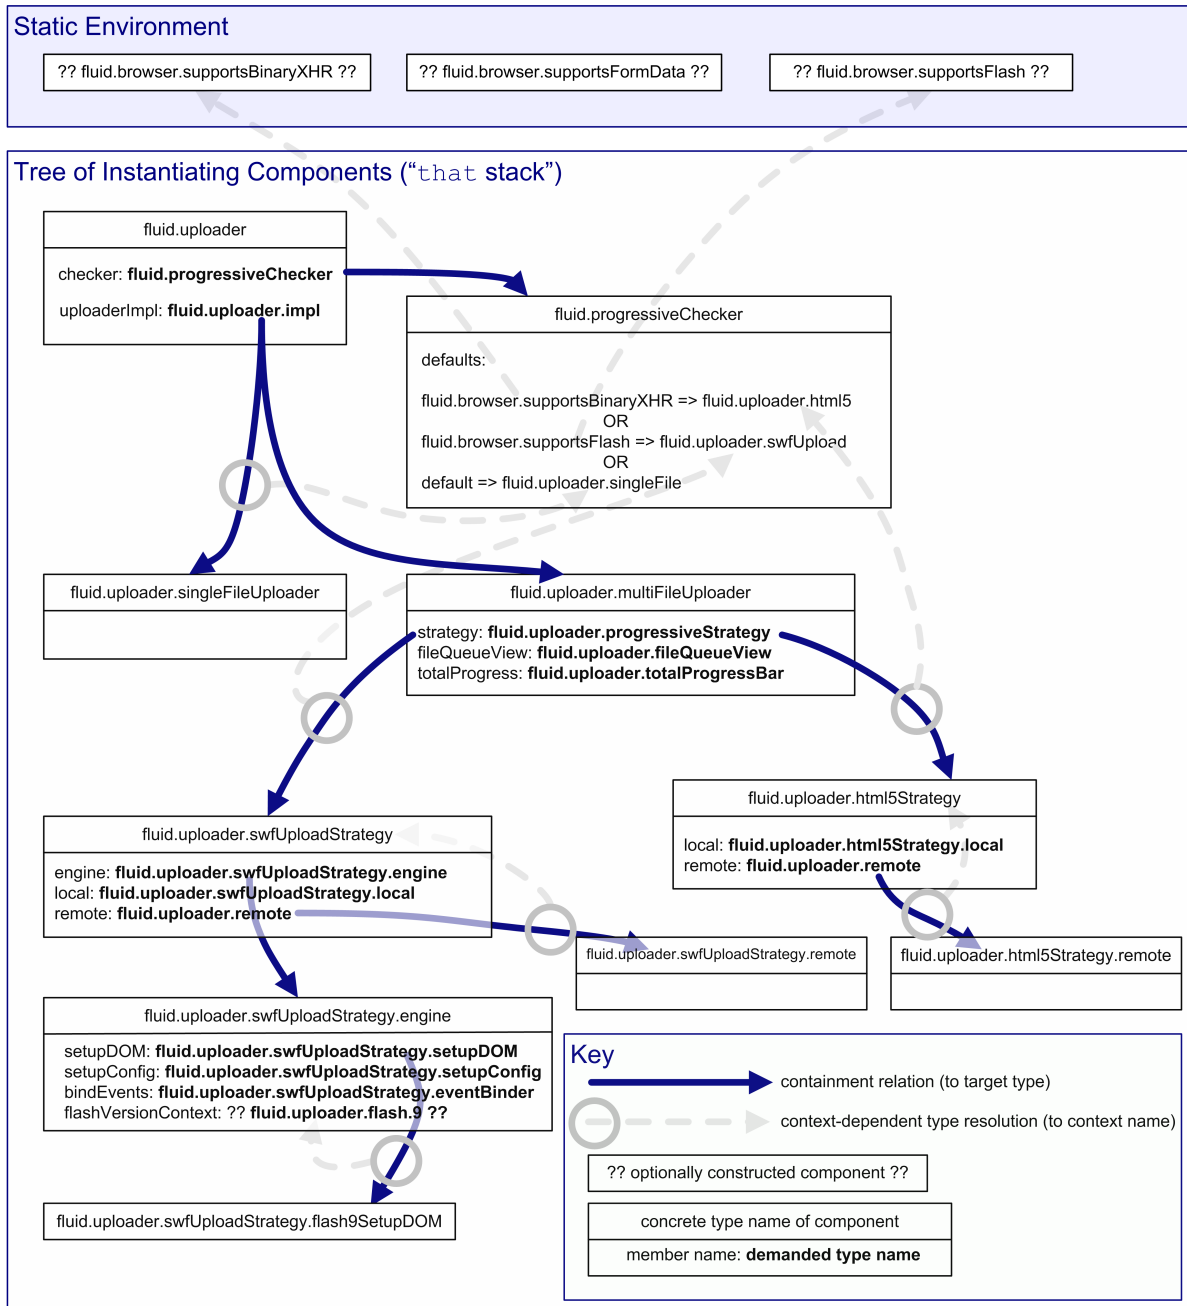 Static Environment
?? fluid.browser.supportsBinaryXHR ??
?? fluid.browser.supportsFormData ??
?? fluid.browser.supportsFlash ??
Tree of Instantiating Components (“that stack”)
fluid.uploader
checker: fluid.progressiveChecker
uploaderImpl: fluid.uploader.impl
fluid.progressiveChecker
defaults:
fluid.browser.supportsBinaryXHR => fluid.uploader.html5
OR
fluid.browser.supportsFlash => fluid.uploader.swfUpload
OR
default => fluid.uploader.singleFile
fluid.uploader.singleFileUploader
fluid.uploader.multiFileUploader
strategy: fluid.uploader.progressiveStrategy
fileQueueView: fluid.uploader.fileQueueView
totalProgress: fluid.uploader.totalProgressBar
fluid.uploader.html5Strategy
local: fluid.uploader.html5Strategy.local
remote: fluid.uploader.remote
fluid.uploader.swfUploadStrategy
engine: fluid.uploader.swfUploadStrategy.engine
local: fluid.uploader.swfUploadStrategy.local
remote: fluid.uploader.remote
fluid.uploader.swfUploadStrategy.remote
fluid.uploader.html5Strategy.remote
fluid.uploader.swfUploadStrategy.engine
setupDOM: fluid.uploader.swfUploadStrategy.setupDOM
setupConfig: fluid.uploader.swfUploadStrategy.setupConfig
bindEvents: fluid.uploader.swfUploadStrategy.eventBinder
flashVersionContext: ?? fluid.uploader.flash.9 ??
fluid.uploader.swfUploadStrategy.flash9SetupDOM
Key
containment relation (to target type)
context-dependent type resolution (to context name)
?? optionally constructed component ??
concrete type name of component
member name: demanded type name